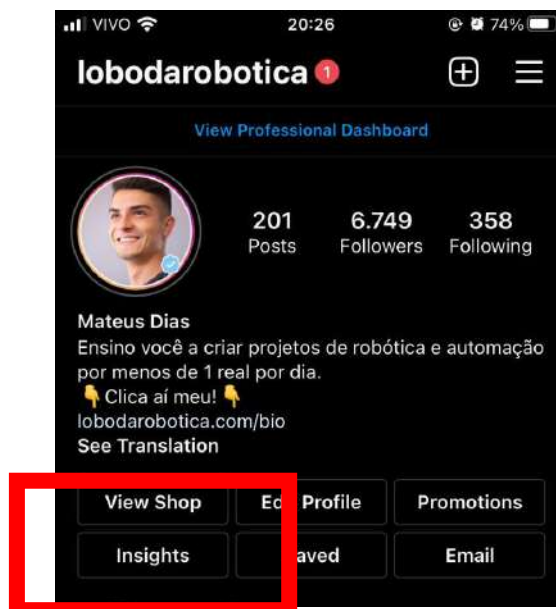 VIVO 20:26 74%
lobodarobotica 1
View Professional Dashboard
201 6.749 358
Posts Followers Following
Mateus Dias
Ensino você a criar projetos de robótica e automação
por menos de 1 real por dia.
👇 Clica aí meu! 👇
lobodarobotica.com/bio
See Translation
View Shop Profile Promotions
Insights Email